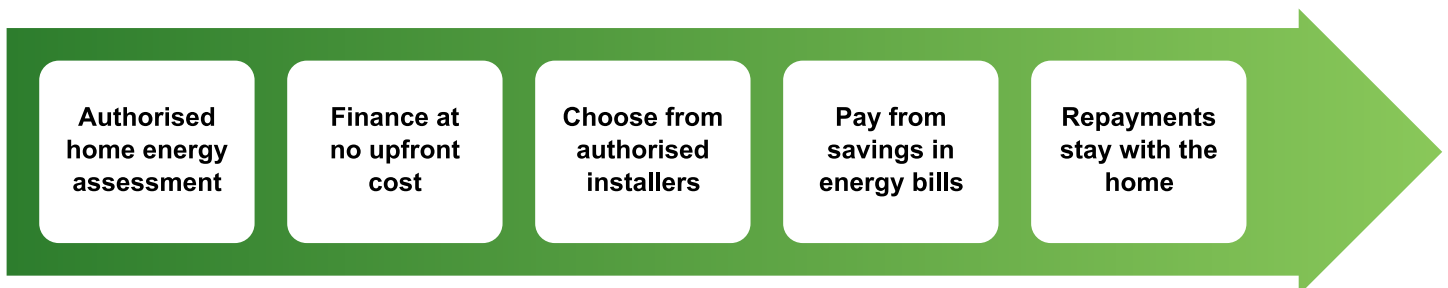 Authorised
home energy
assessment
Finance at
no upfront
cost
Choose from
authorised
installers
Pay from
savings in
energy bills
Repayments
stay with the
home